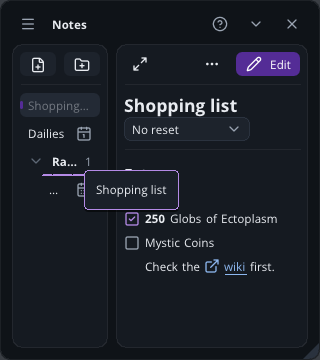 Notes
Edit
Shopping...
Shopping list
No reset
Dailies
Ra... 1
...
Shopping list
250 Globs of Ectoplasm
Mystic Coins
Check the wiki first.